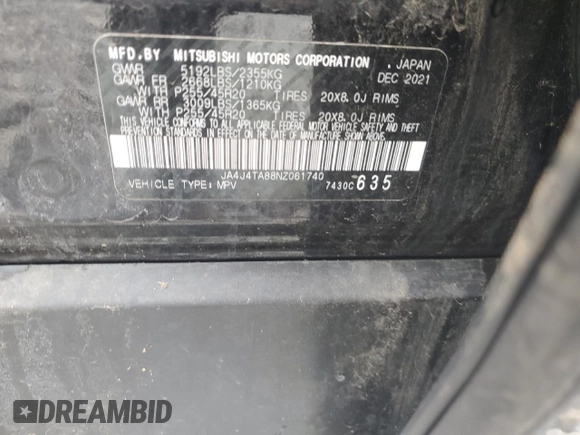 MFD.BY MITSUBISHI MOTORS CORPORATION , JAPAN
GVWR 5192LBS/2355KG DEC 2021
GAWR FR 2668LBS/1210KG
WITH P255/45R20 TIRES 20X8.0J RIMS
GAWR RR 3009LBS/1365KG
WITH P255/45R20 TIRES 20X8.0J RIMS
THIS VEHICLE CONFORMS TO ALL APPLICABLE FEDERAL MOTOR VEHICLE SAFETY AND THEFT
PREVENTION STANDARDS IN EFFECT ON THE DATE OF MANUFACTURE SHOWN ABOVE.
JA4J4TA88NZ061740
VEHICLE TYPE: MPV 7430C 635
DREAMBID